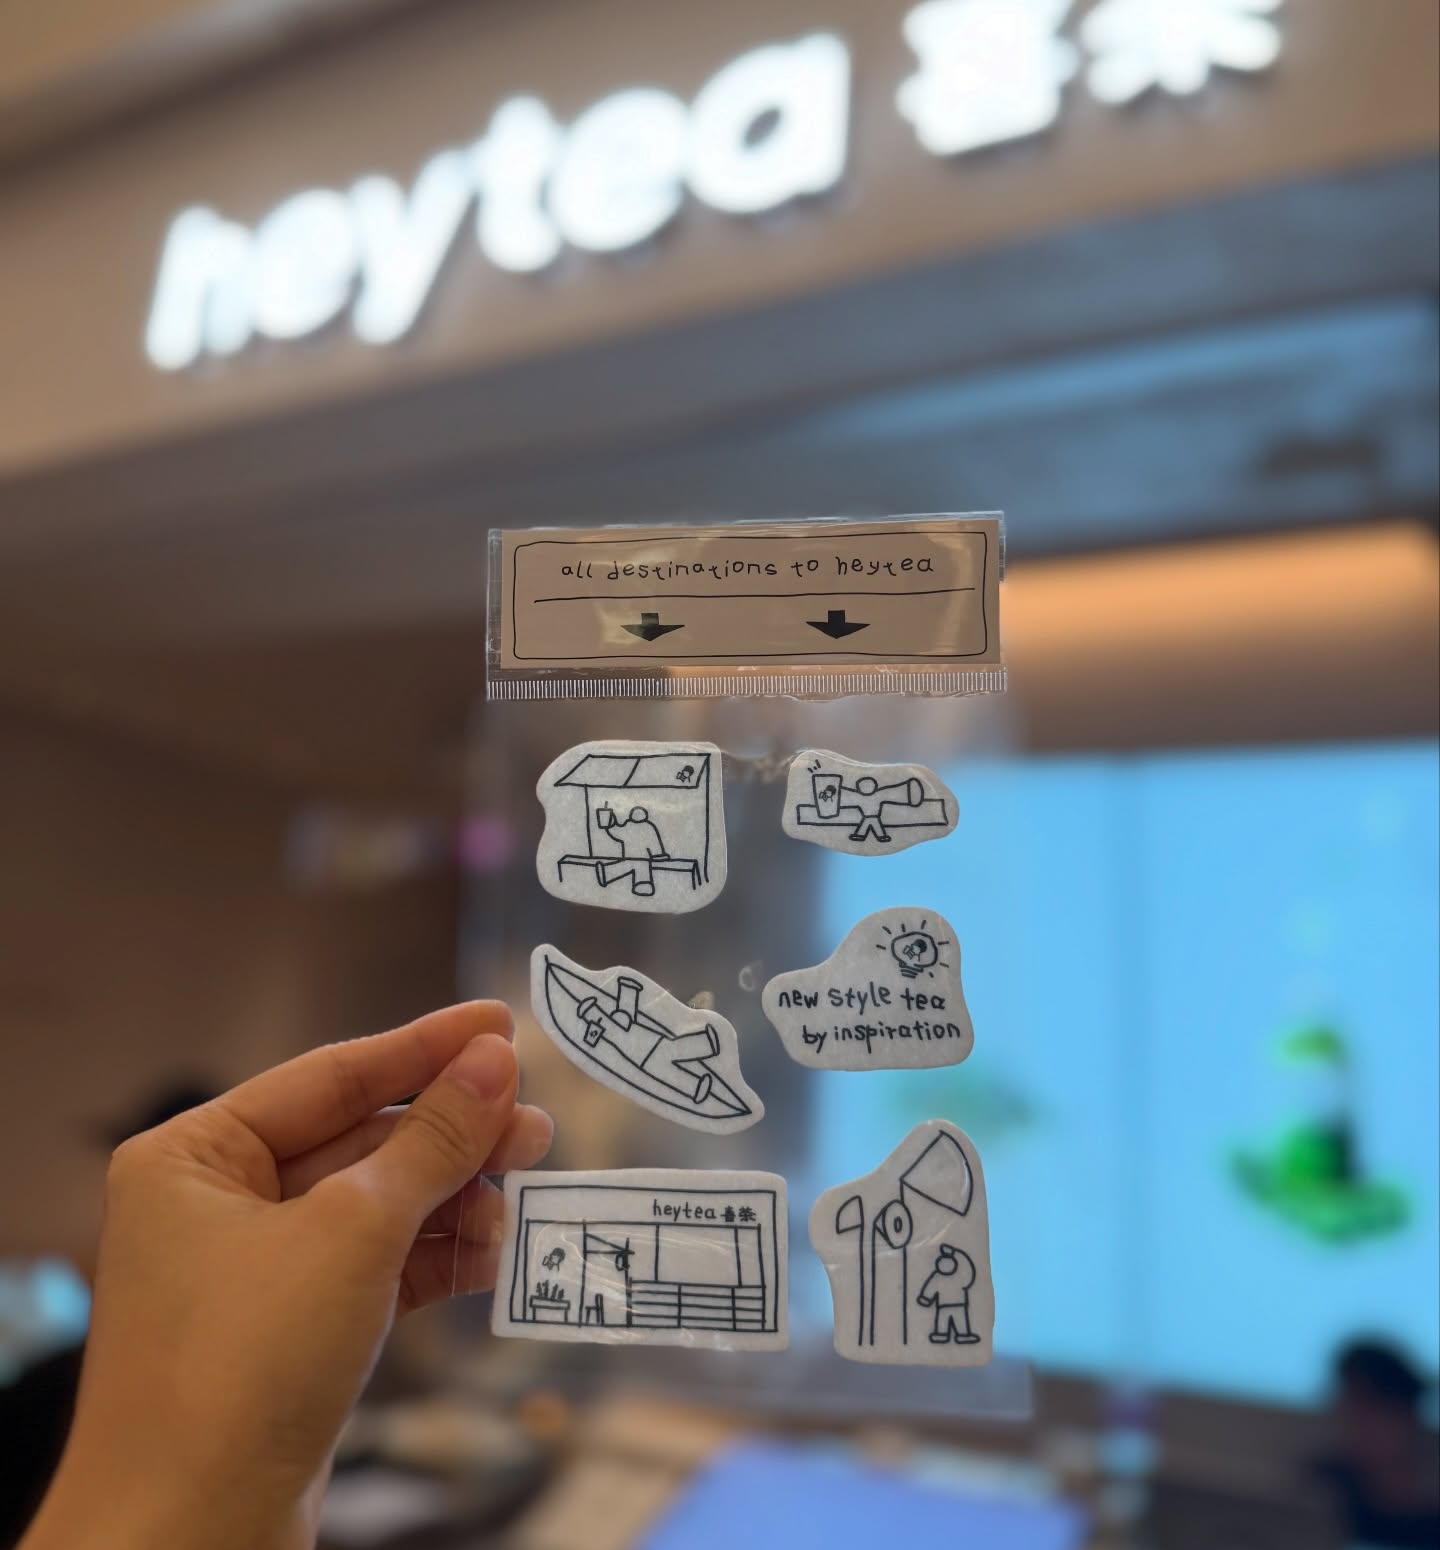 heytea 喜茶
all destinations to heytea
new style tea
by inspiration
heytea 喜茶